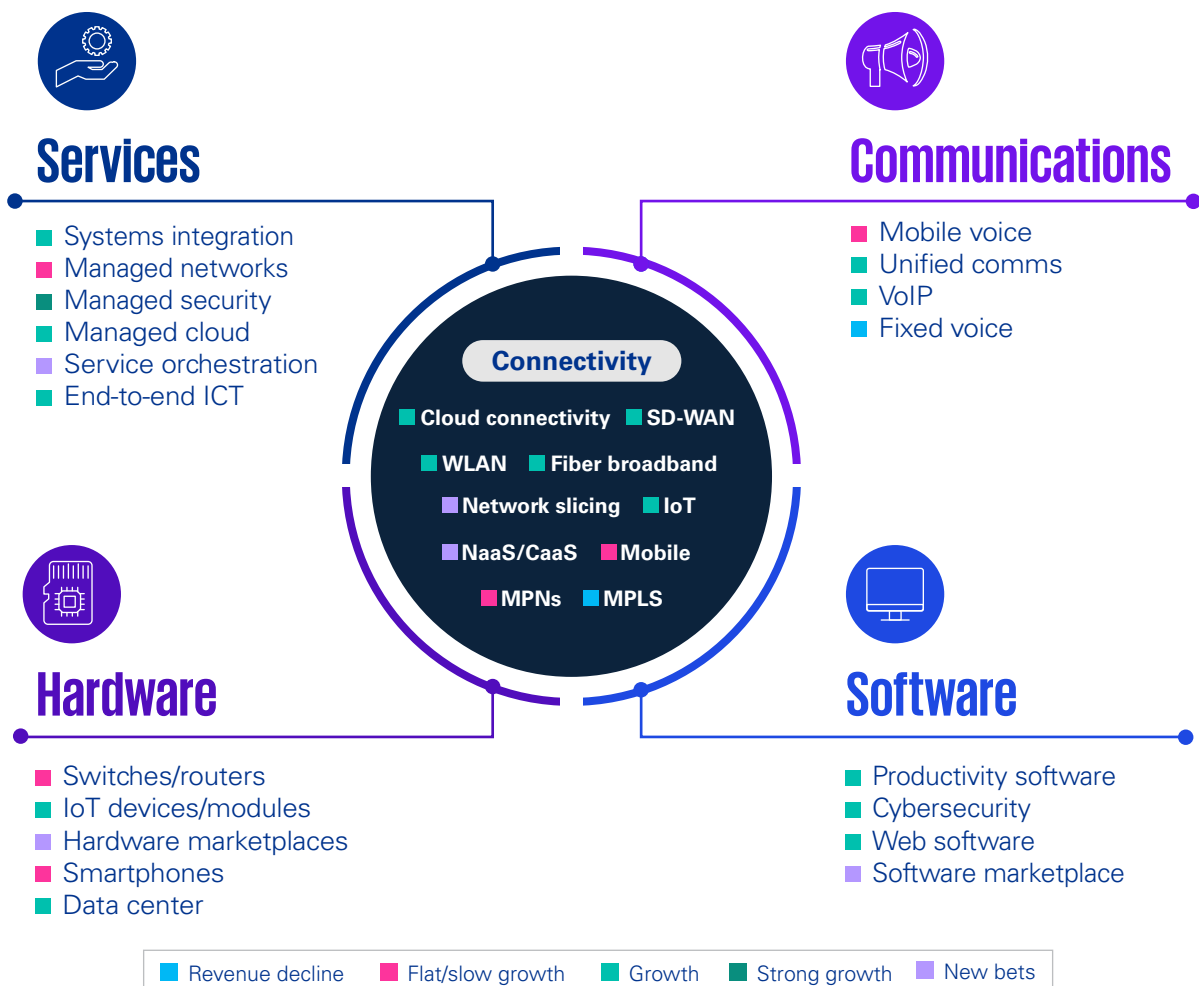 Services
Systems integration
Managed networks
Managed security
Managed cloud
Service orchestration
End-to-end ICT
Communications
Mobile voice
Unified comms
VoIP
Fixed voice
Connectivity
Cloud connectivity SD-WAN
WLAN Fiber broadband
Network slicing IoT
NaaS/CaaS Mobile
MPNs MPLS
Hardware
Switches/routers
IoT devices/modules
Hardware marketplaces
Smartphones
Data center
Software
Productivity software
Cybersecurity
Web software
Software marketplace
Revenue decline Flat/slow growth Growth Strong growth New bets